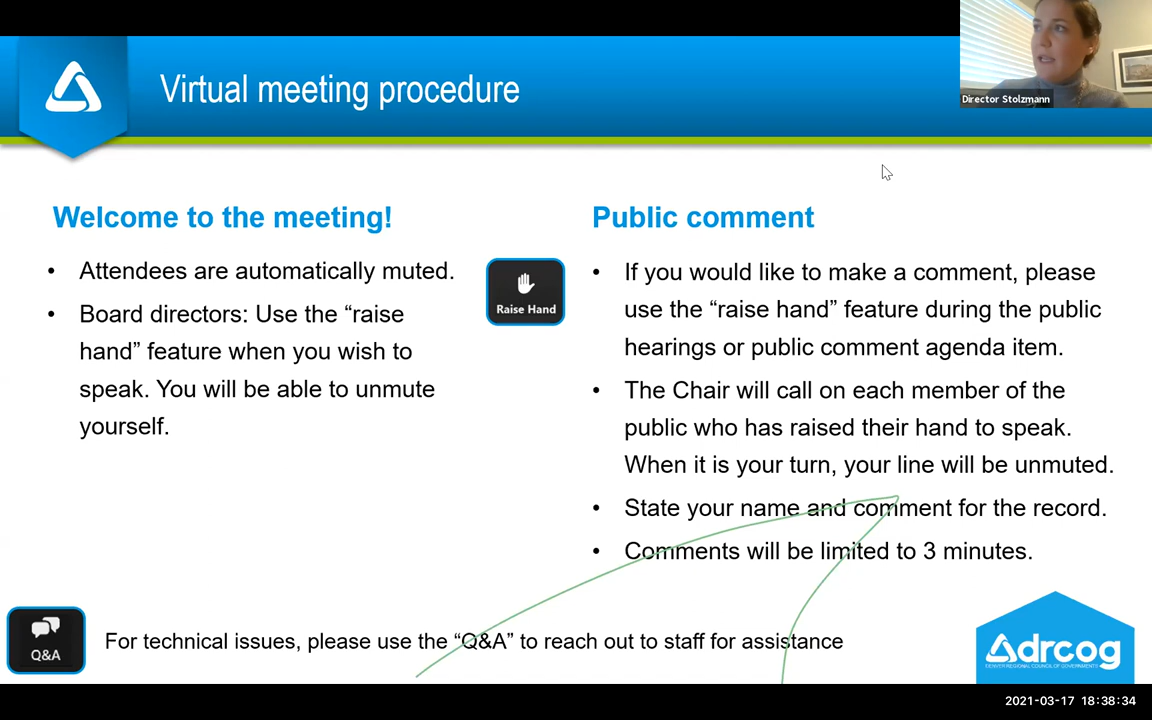 Virtual meeting procedure
Director Stolzmann
Welcome to the meeting!
• Attendees are automatically muted.
• Board directors: Use the “raise
hand” feature when you wish to
speak. You will be able to unmute
yourself.
Raise Hand
Public comment
• If you would like to make a comment, please
use the “raise hand” feature during the public
hearings or public comment agenda item.
• The Chair will call on each member of the
public who has raised their hand to speak.
When it is your turn, your line will be unmuted.
• State your name and comment for the record.
• Comments will be limited to 3 minutes.
Q&A
For technical issues, please use the “Q&A” to reach out to staff for assistance
drcog
DENVER REGIONAL COUNCIL OF GOVERNMENTS
2021-03-17 18:38:34